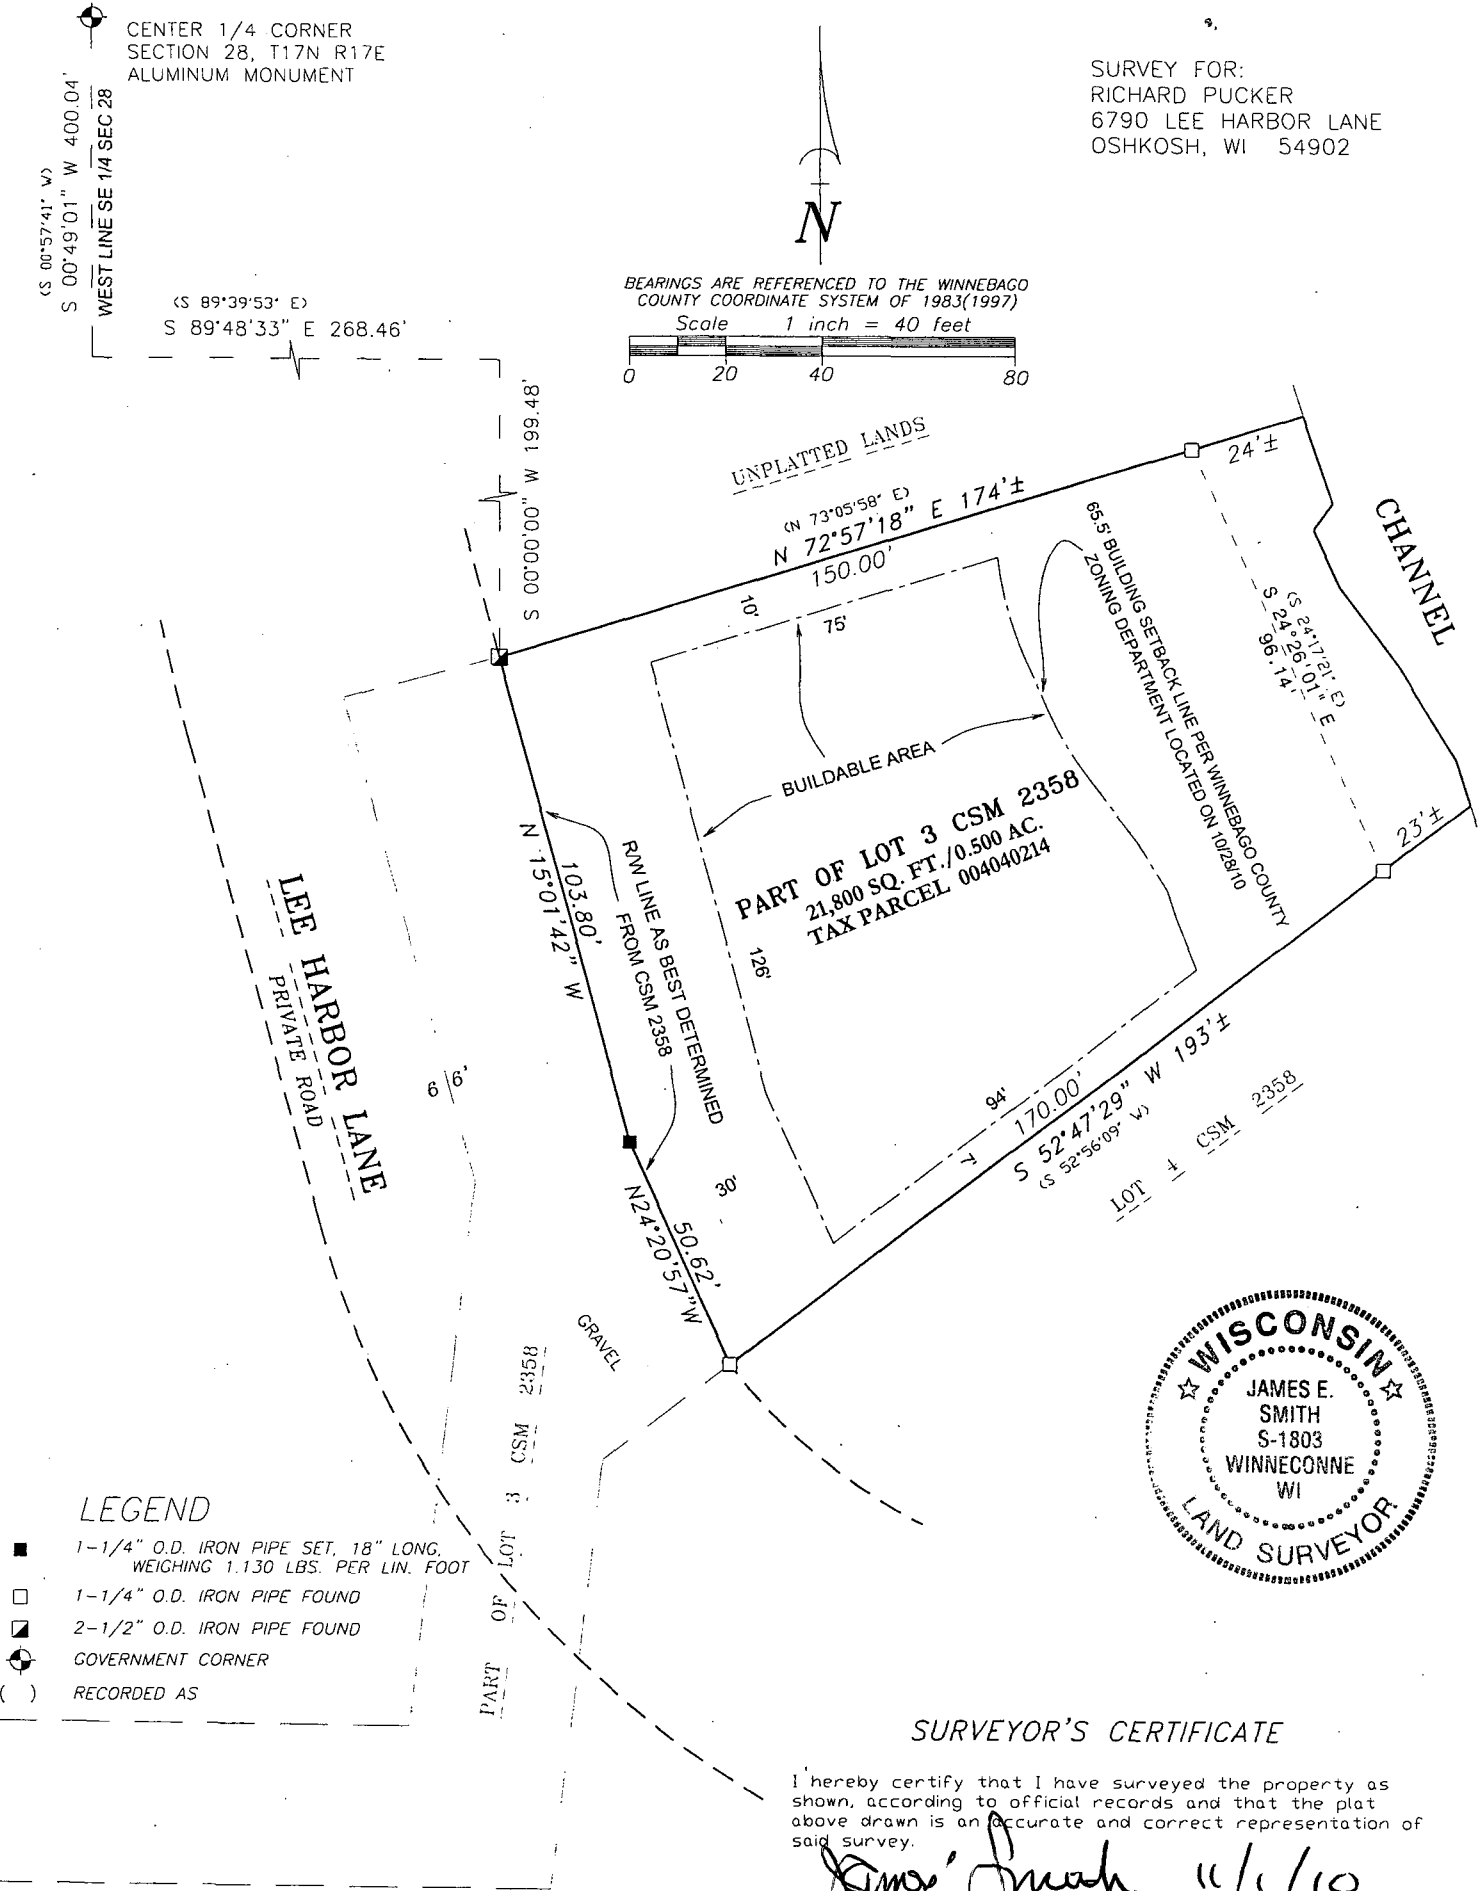 CENTER 1/4 CORNER
SECTION 28, T17N R17E
ALUMINUM MONUMENT
(S 00°57'41" W)
S 00°49'01" W 400.04'
WEST LINE SE 1/4 SEC 28
(S 89°39'53" E)
S 89°48'33" E 268.46'
S 00°00'00" W 199.48'
SURVEY FOR:
RICHARD PUCKER
6790 LEE HARBOR LANE
OSHKOSH, WI 54902
N
BEARINGS ARE REFERENCED TO THE WINNEBAGO
COUNTY COORDINATE SYSTEM OF 1983(1997)
Scale 1 inch = 40 feet
0 20 40 80
UNPLATTED LANDS
(N 73°05'58" E)
N 72°57'18" E 174'±
150.00'
24'±
10'
75'
65.5' BUILDING SETBACK LINE PER WINNEBAGO COUNTY
ZONING DEPARTMENT LOCATED ON 10/28/10
CHANNEL
(S 24°17'21" E)
S 24°26'01" E
96.14'
BUILDABLE AREA
PART OF LOT 3 CSM 2358
21,800 SQ. FT./0.500 AC.
TAX PARCEL 004040214
23'±
103.80'
N 15°01'42" W
R/W LINE AS BEST DETERMINED
FROM CSM 2358
126'
LEE HARBOR LANE
PRIVATE ROAD
66'
94'
170.00'
7'
S 52°47'29" W 193'±
(S 52°56'09" W)
LOT 4 CSM 2358
30'
50.62'
N24°20'57"W
GRAVEL
PART OF LOT 3 CSM 2358
WISCONSIN
JAMES E.
SMITH
S-1803
WINNECONNE
WI
LAND SURVEYOR
LEGEND
1-1/4" O.D. IRON PIPE SET, 18" LONG,
WEIGHING 1.130 LBS. PER LIN. FOOT
1-1/4" O.D. IRON PIPE FOUND
2-1/2" O.D. IRON PIPE FOUND
GOVERNMENT CORNER
( ) RECORDED AS
SURVEYOR'S CERTIFICATE
I hereby certify that I have surveyed the property as
shown, according to official records and that the plat
above drawn is an accurate and correct representation of
said survey.
11/1/10